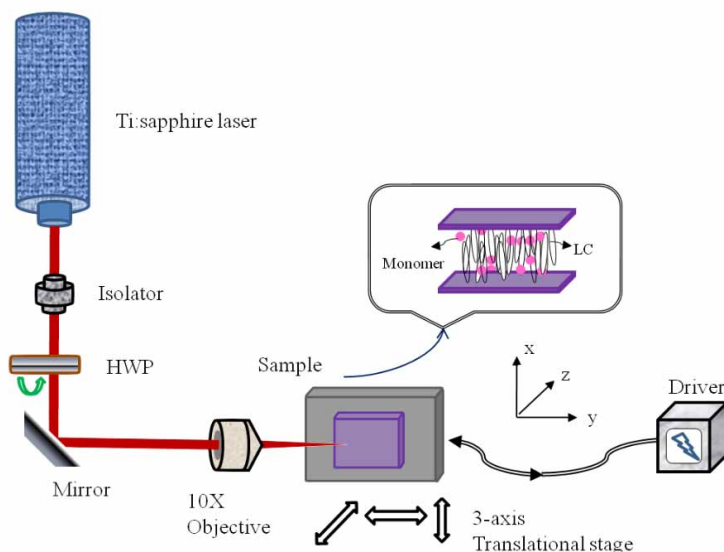 Ti:sapphire laser
Isolator
HWP
Mirror
10X
Objective
Sample
Monomer
LC
x
z
y
Driver
3-axis
Translational stage